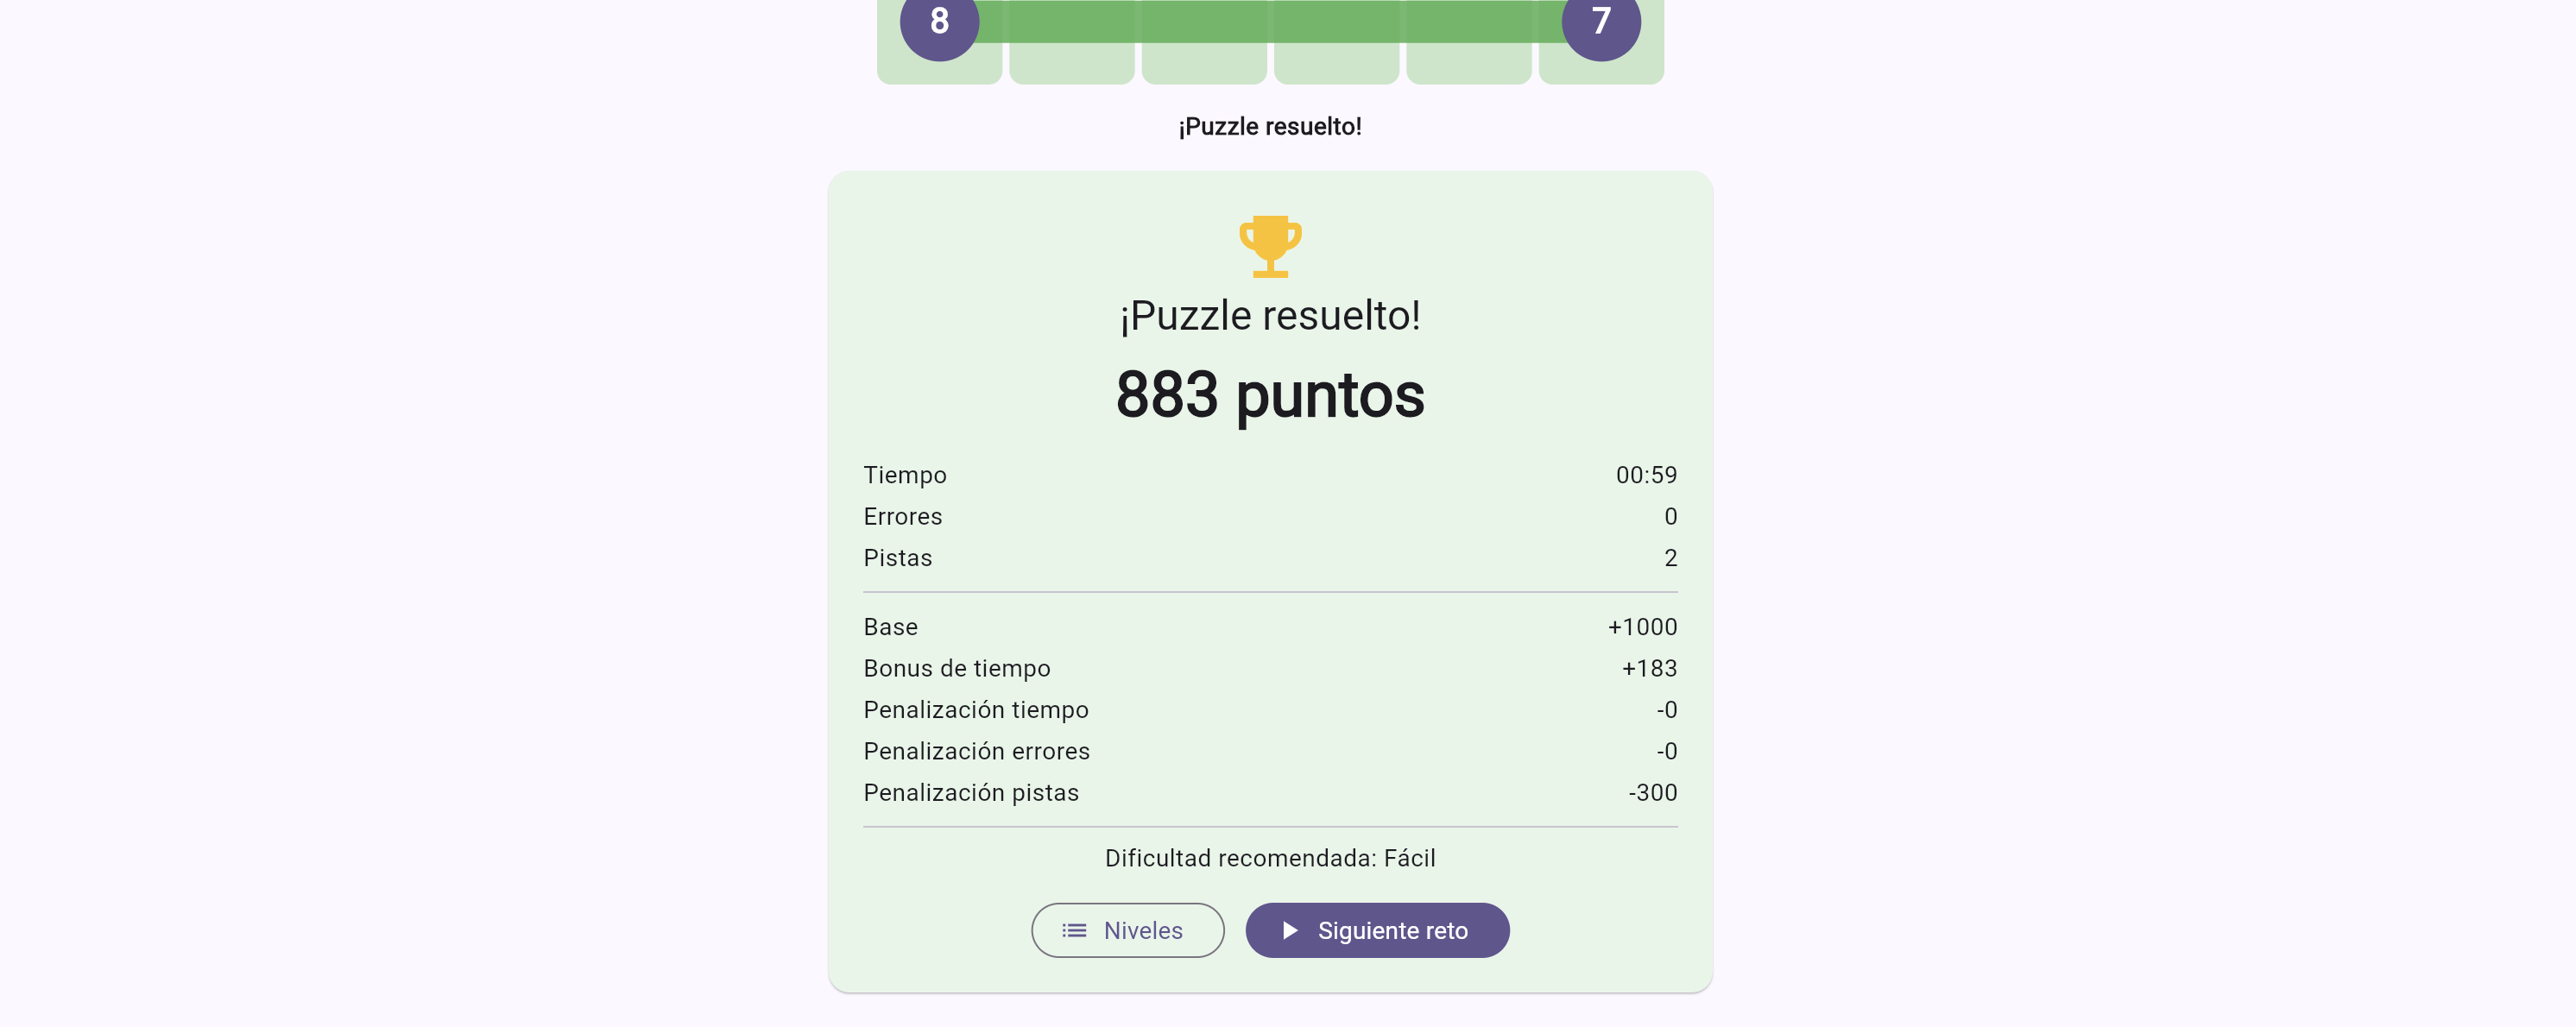 8 7
¡Puzzle resuelto!
¡Puzzle resuelto!
883 puntos
Tiempo 00:59
Errores 0
Pistas 2
Base +1000
Bonus de tiempo +183
Penalización tiempo -0
Penalización errores -0
Penalización pistas -300
Dificultad recomendada: Fácil
Niveles Siguiente reto